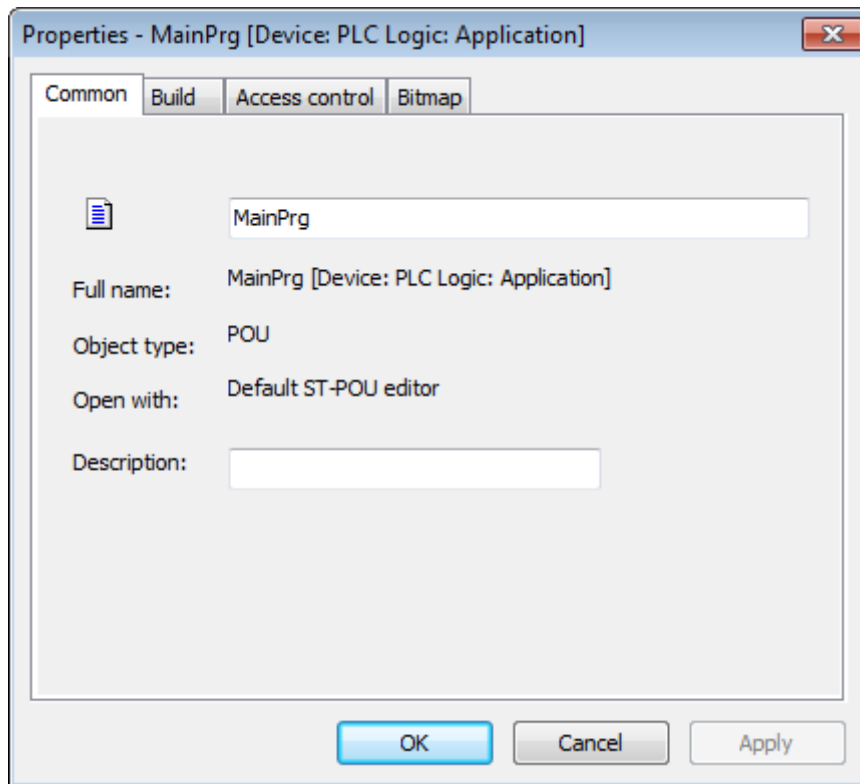 Properties - MainPrg [Device: PLC Logic: Application]
Common Build Access control Bitmap
MainPrg
Full name: MainPrg [Device: PLC Logic: Application]
Object type: POU
Open with: Default ST-POU editor
Description:
OK Cancel Apply